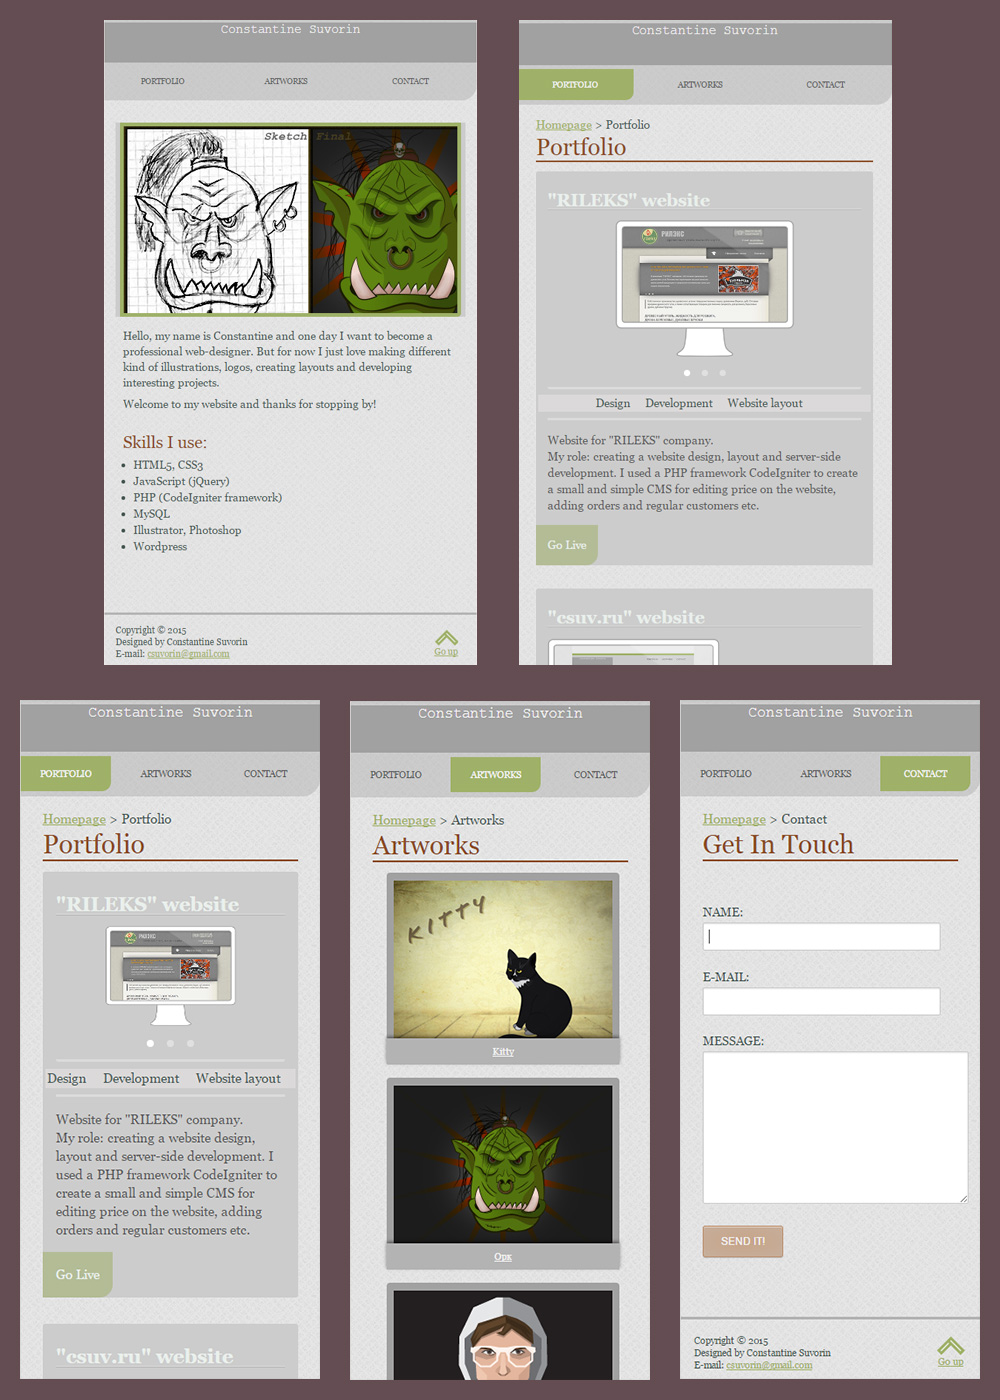 Constantine Suvorin
PORTFOLIO ARTWORKS CONTACT
Sketch Final
Hello, my name is Constantine and one day I want to become a
professional web-designer. But for now I just love making different
kind of illustrations, logos, creating layouts and developing
interesting projects.
Welcome to my website and thanks for stopping by!
Skills I use:
HTML5, CSS3
JavaScript (jQuery)
PHP (CodeIgniter framework)
MySQL
Illustrator, Photoshop
Wordpress
Copyright © 2015
Designed by Constantine Suvorin
E-mail: csuvorin@gmail.com
Go up
Constantine Suvorin
PORTFOLIO ARTWORKS CONTACT
Homepage > Portfolio
Portfolio
"RILEKS" website
РИЛЭКС
Design Development Website layout
Website for "RILEKS" company.
My role: creating a website design, layout and server-side
development. I used a PHP framework CodeIgniter to create
a small and simple CMS for editing price on the website,
adding orders and regular customers etc.
Go Live
"csuv.ru" website
Constantine Suvorin
PORTFOLIO ARTWORKS CONTACT
Homepage > Portfolio
Portfolio
"RILEKS" website
Design Development Website layout
Website for "RILEKS" company.
My role: creating a website design,
layout and server-side development. I
used a PHP framework CodeIgniter to
create a small and simple CMS for
editing price on the website, adding
orders and regular customers etc.
Go Live
"csuv.ru" website
Constantine Suvorin
PORTFOLIO ARTWORKS CONTACT
Homepage > Artworks
Artworks
KITTY
Kitty
Орк
Constantine Suvorin
PORTFOLIO ARTWORKS CONTACT
Homepage > Contact
Get In Touch
NAME:
E-MAIL:
MESSAGE:
SEND IT!
Copyright © 2015
Designed by Constantine Suvorin
E-mail: csuvorin@gmail.com
Go up